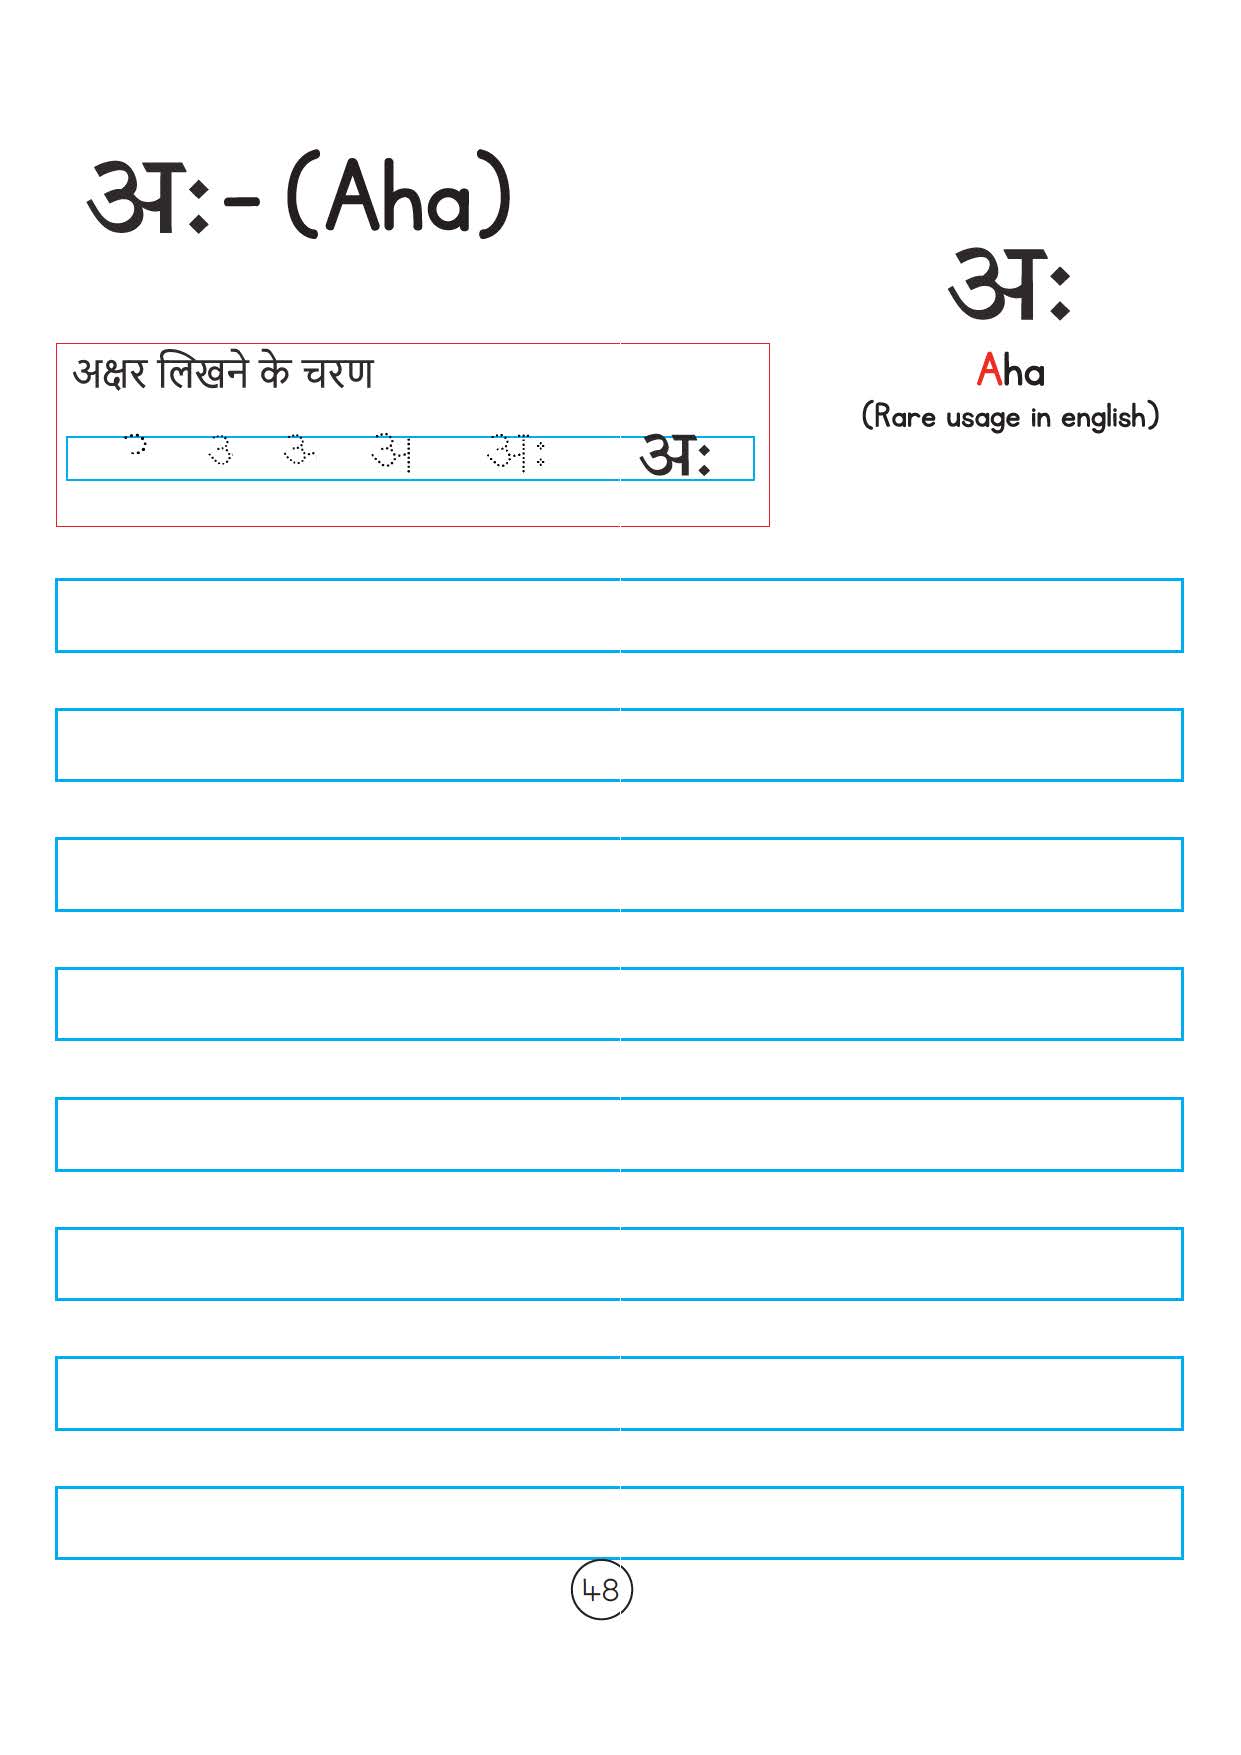 अः- (Aha)
अः
Aha
(Rare usage in english)
अक्षर लिखने के चरण
अः
48